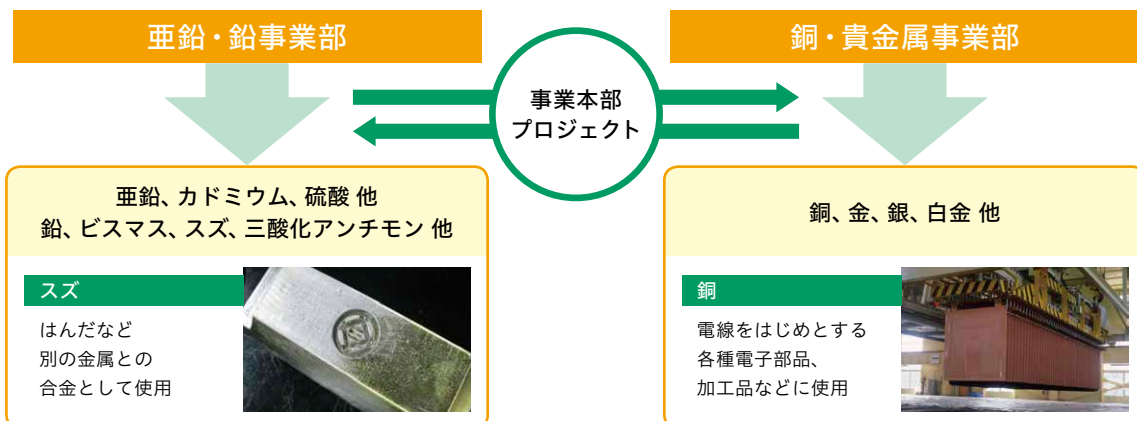 亜鉛・鉛事業部
銅・貴金属事業部
事業本部
プロジェクト
亜鉛、カドミウム、硫酸 他
鉛、ビスマス、スズ、三酸化アンチモン 他
スズ
はんだなど
別の金属との
合金として使用
銅、金、銀、白金 他
銅
電線をはじめとする
各種電子部品、
加工品などに使用